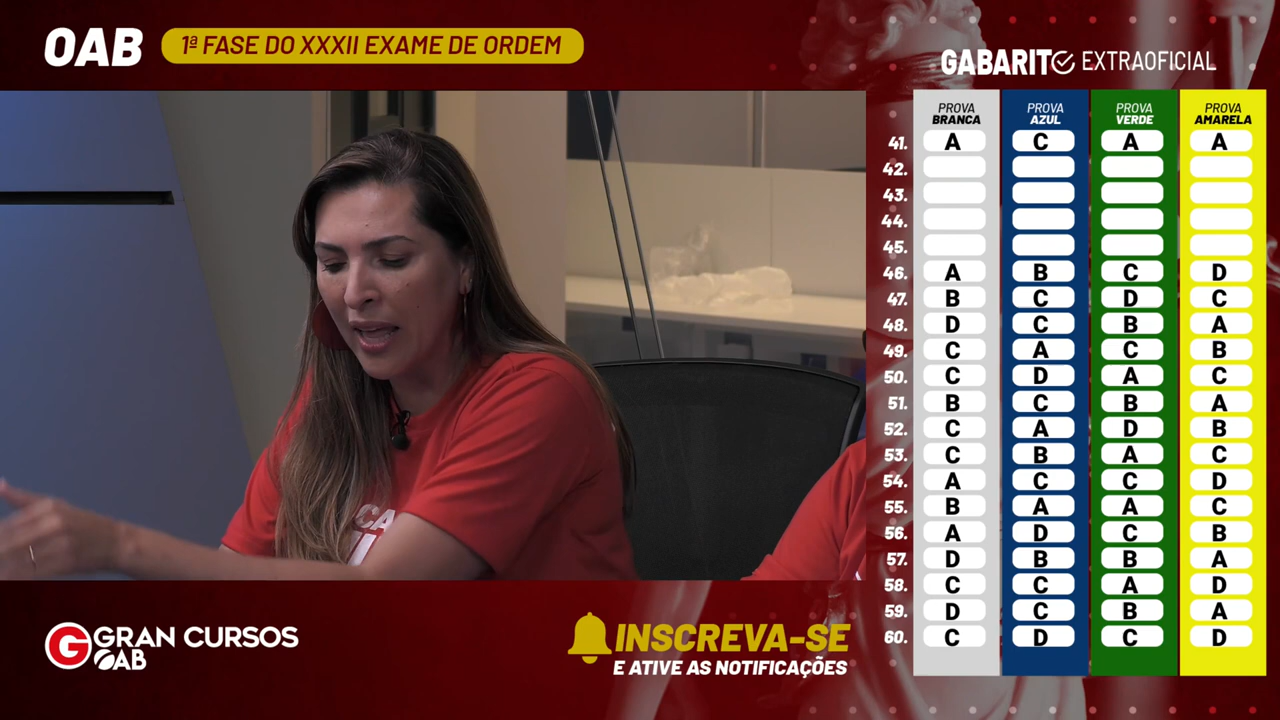 OAB 1ª FASE DO XXXII EXAME DE ORDEM
GABARITO EXTRAOFICIAL
PROVA BRANCA PROVA AZUL PROVA VERDE PROVA AMARELA
41. A C A A
42.
43.
44.
45.
46. A B C D
47. B C D C
48. D C B A
49. C A C B
50. C D A C
51. B C B A
52. C A D B
53. C B A C
54. A C C D
55. B A A C
56. A D C B
57. D B B A
58. C C A D
59. D C B A
60. C D C D
CA
G GRAN CURSOS
OAB
INSCREVA-SE
E ATIVE AS NOTIFICAÇÕES